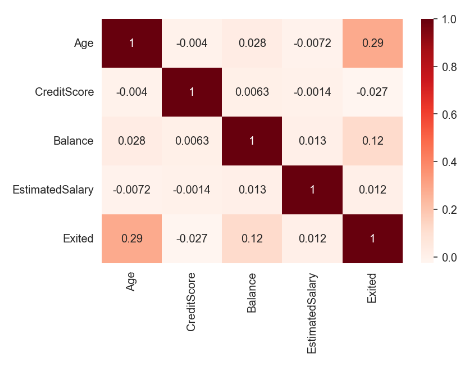 Age 1 -0.004 0.028 -0.0072 0.29
CreditScore -0.004 1 0.0063 -0.0014 -0.027
Balance 0.028 0.0063 1 0.013 0.12
EstimatedSalary -0.0072 -0.0014 0.013 1 0.012
Exited 0.29 -0.027 0.12 0.012 1
Age CreditScore Balance EstimatedSalary Exited
1.0
0.8
0.6
0.4
0.2
0.0